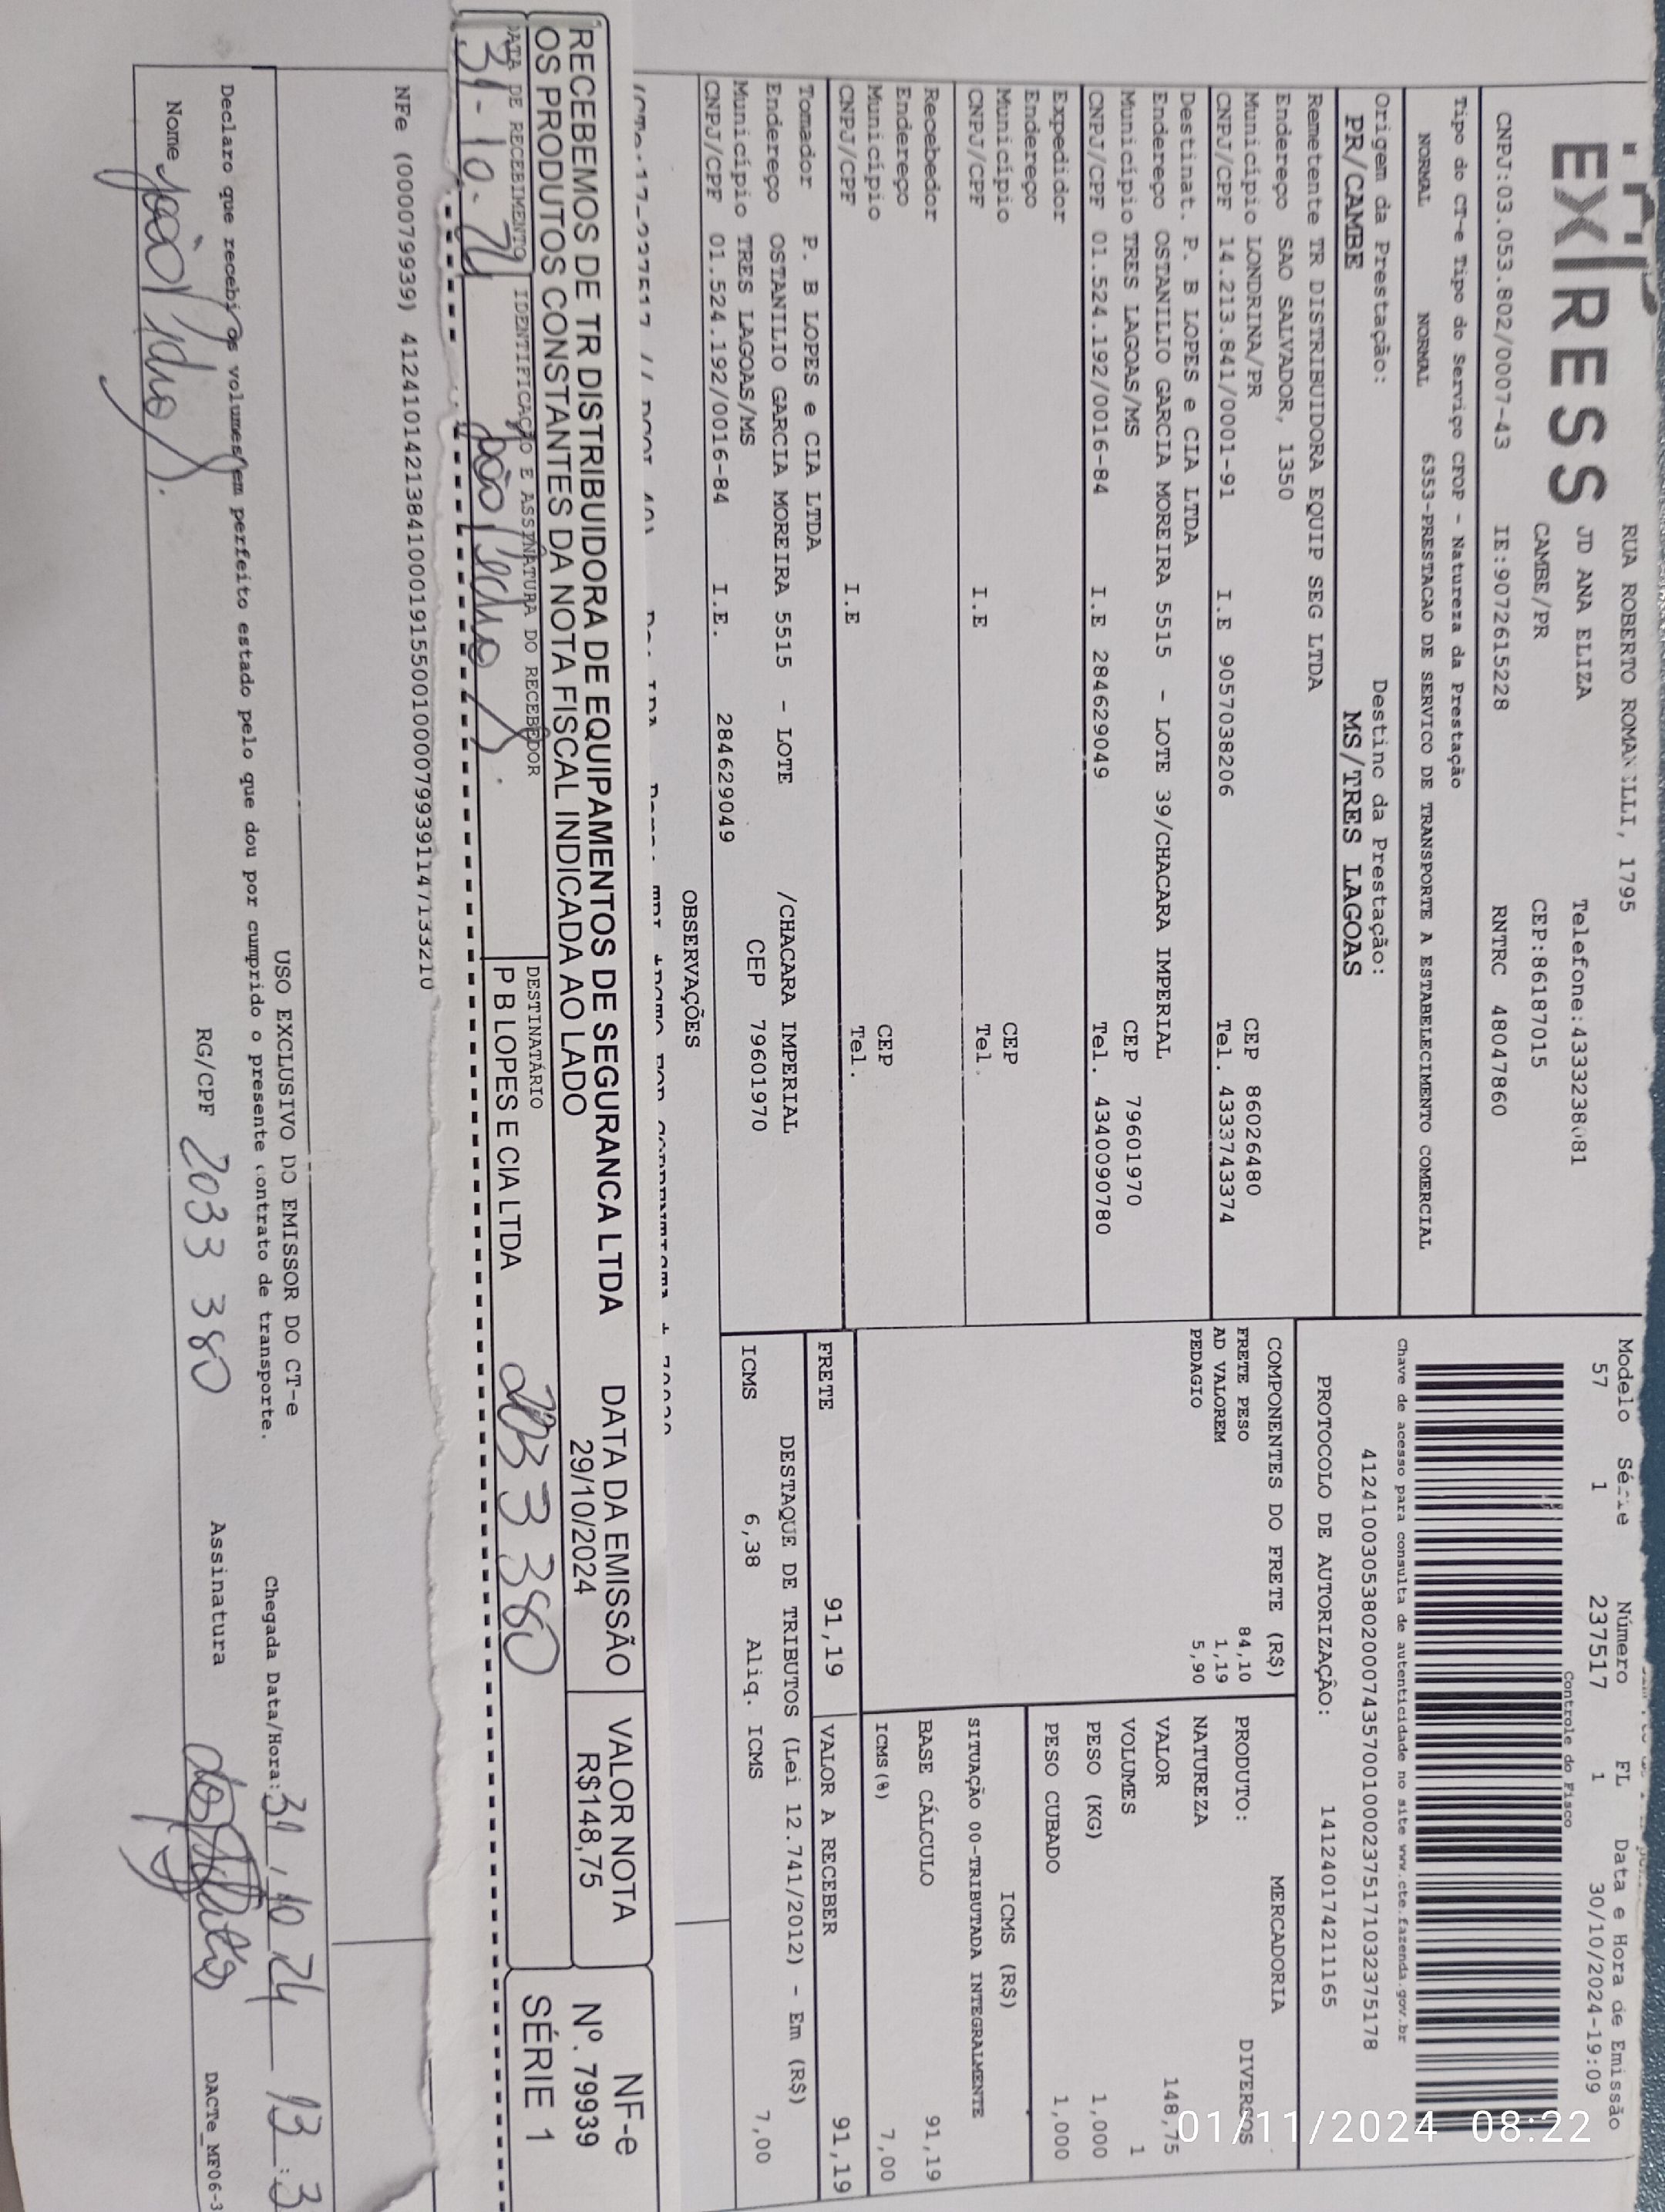 EX RESS
RUA ROBERTO ROMANILLI, 1795
JD ANA ELIZA Telefone:4333238081
CAMBE/PR CEP:86187015
CNPJ:03.053.802/0007-43 IE:9072615228 RNTRC 48047860
Modelo Série Número FL Data e Hora de Emissão
57 1 237517 1 1 30/10/2024-19:09
Controle do Fisco
Chave de acesso para consulta de autenticidade no site www.cte.fazenda.gov.br
PROTOCOLO DE AUTORIZAÇÃO: 141240174211165
Tipo do CT-e Tipo do Serviço CFOP - Natureza da Prestação
NORMAL NORMAL 6353-PRESTACAO DE SERVICO DE TRANSPORTE A ESTABELECIMENTO COMERCIAL
Origem da Prestação: Destino da Prestação:
PR/CAMBE MS/TRES LAGOAS
Remetente TR DISTRIBUIDORA EQUIP SEG LTDA
Endereço SAO SALVADOR, 1350
Município LONDRINA/PR CEP 86026480
CNPJ/CPF 14.213.841/0001-91 I.E 9057038206 Tel. 4333743374
Destinat. P. B LOPES e CIA LTDA
Endereço OSTANILIO GARCIA MOREIRA 5515 - LOTE 39/CHACARA IMPERIAL
Município TRES LAGOAS/MS CEP 79601970
CNPJ/CPF 01.524.192/0016-84 I.E 284629049 Tel. 4340090780
Expedidor
Endereço
Município CEP
CNPJ/CPF I.E Tel.
Recebedor
Endereço
Município CEP
CNPJ/CPF I.E Tel.
Tomador P. B LOPES e CIA LTDA
Endereço OSTANILIO GARCIA MOREIRA 5515 - LOTE /CHACARA IMPERIAL
Município TRES LAGOAS/MS CEP 79601970
CNPJ/CPF 01.524.192/0016-84 I.E. 284629049
COMPONENTES DO FRETE (R$)
FRETE PESO 84,10
AD VALOREM 1,19
PEDAGIO 5,90
MERCADORIA
PRODUTO: DIVERSOS
NATUREZA
VALOR 148,75
VOLUMES 1
PESO (KG) 1,000
PESO CUBADO 1,000
ICMS (R$)
SITUAÇÃO 00-TRIBUTADA INTEGRALMENTE
BASE CÁLCULO 91,19
ICMS(%) 7,00
FRETE 91,19 VALOR A RECEBER 91,19
DESTAQUE DE TRIBUTOS (Lei 12.741/2012) - Em (R$)
ICMS 6,38 Aliq. ICMS 7,00
OBSERVAÇÕES
RECEBEMOS DE TR DISTRIBUIDORA DE EQUIPAMENTOS DE SEGURANCA LTDA
OS PRODUTOS CONSTANTES DA NOTA FISCAL INDICADA AO LADO
DATA DA EMISSÃO
29/10/2024
VALOR NOTA
R$148,75
NF-e
Nº. 79939
SÉRIE 1
DATA DE RECEBIMENTO IDENTIFICAÇÃO E ASSINATURA DO RECEBEDOR DESTINATÁRIO
31-10-24 P B LOPES E CIA LTDA 2033380
NFe (000079939) 41241014213841000191550010000799391147133210
USO EXCLUSIVO DO EMISSOR DO CT-e
Declaro que recebi os volumes em perfeito estado pelo que dou por cumprido o presente contrato de transporte.
Chegada Data/Hora: 31,10 24 13:3
Nome RG/CPF 2033380 Assinatura
DACTe_MF06-3
01/11/2024 08:22